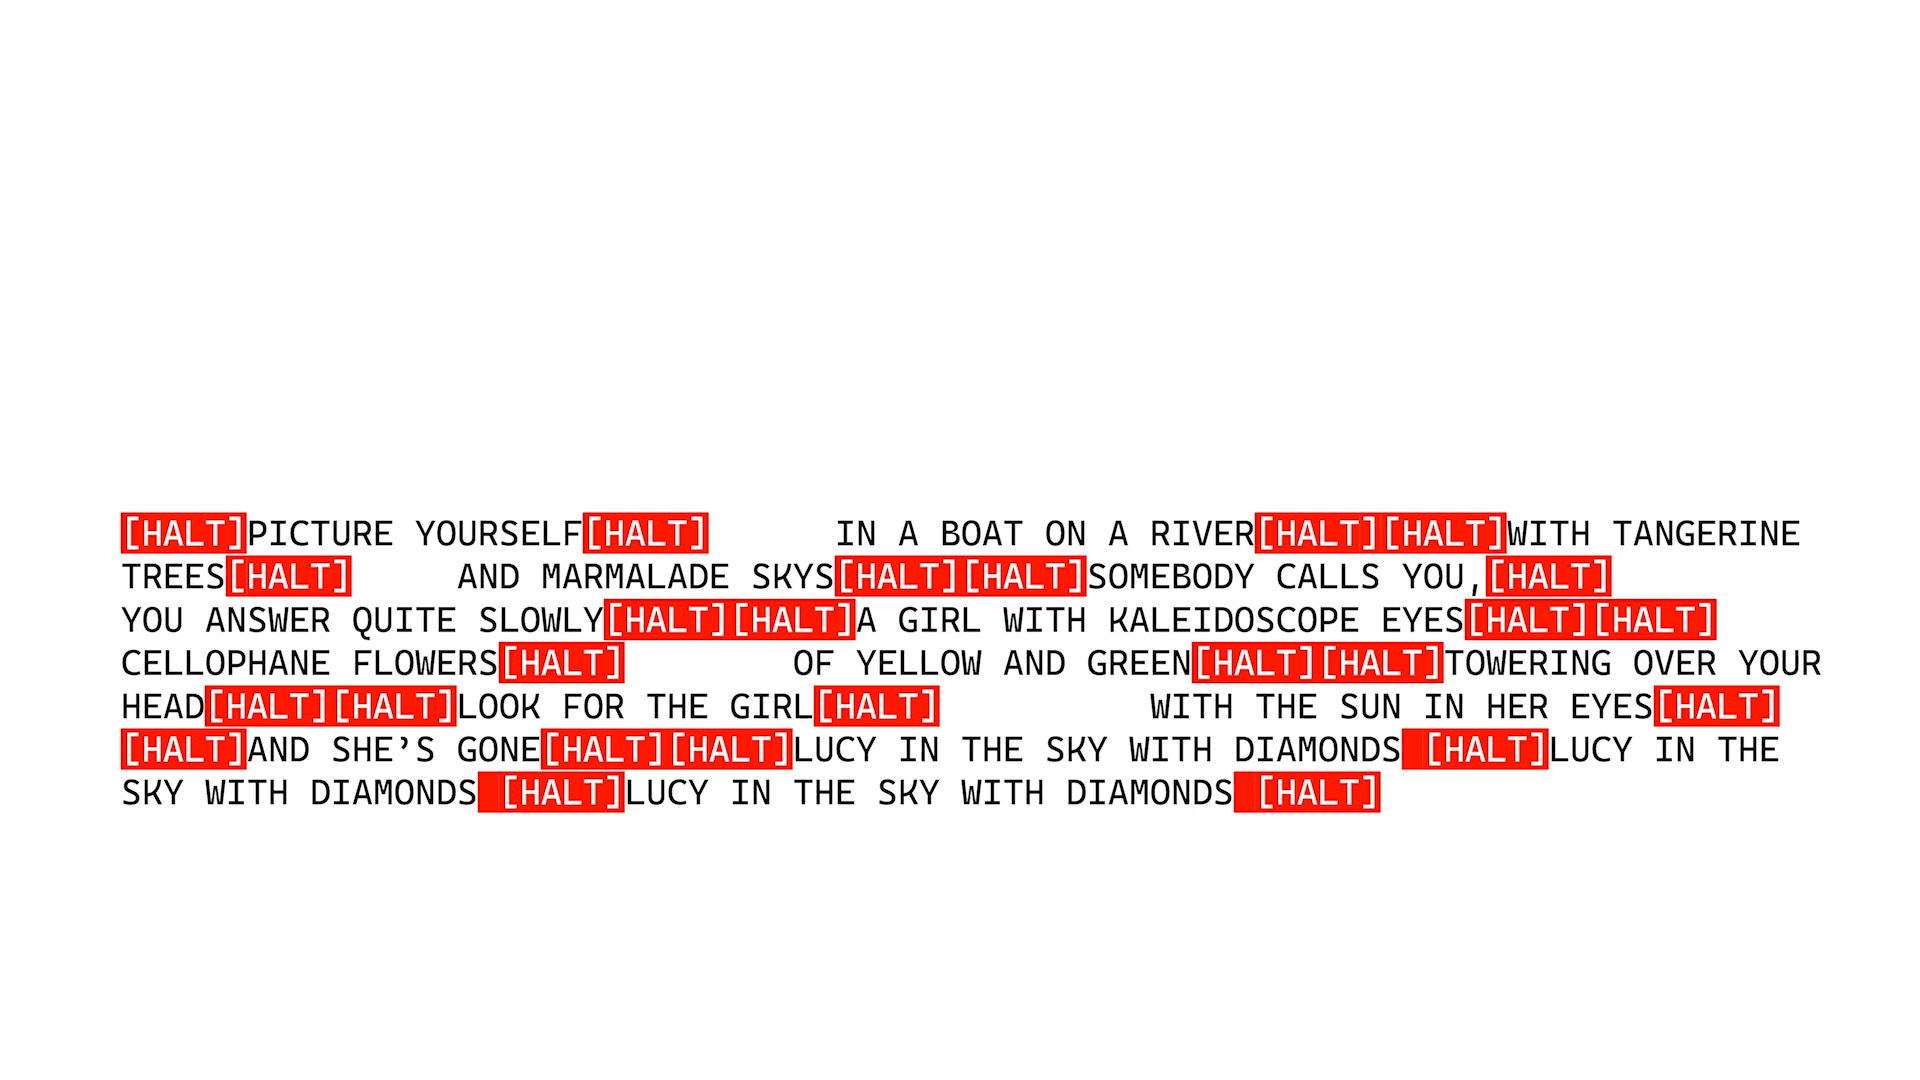 [HALT]PICTURE YOURSELF[HALT]      IN A BOAT ON A RIVER[HALT][HALT]WITH TANGERINE
TREES[HALT]     AND MARMALADE SKYS[HALT][HALT]SOMEBODY CALLS YOU,[HALT]
YOU ANSWER QUITE SLOWLY[HALT][HALT]A GIRL WITH KALEIDOSCOPE EYES[HALT][HALT]
CELLOPHANE FLOWERS[HALT]        OF YELLOW AND GREEN[HALT][HALT]TOWERING OVER YOUR
HEAD[HALT][HALT]LOOK FOR THE GIRL[HALT]          WITH THE SUN IN HER EYES[HALT]
[HALT]AND SHE’S GONE[HALT][HALT]LUCY IN THE SKY WITH DIAMONDS [HALT]LUCY IN THE
SKY WITH DIAMONDS [HALT]LUCY IN THE SKY WITH DIAMONDS [HALT]